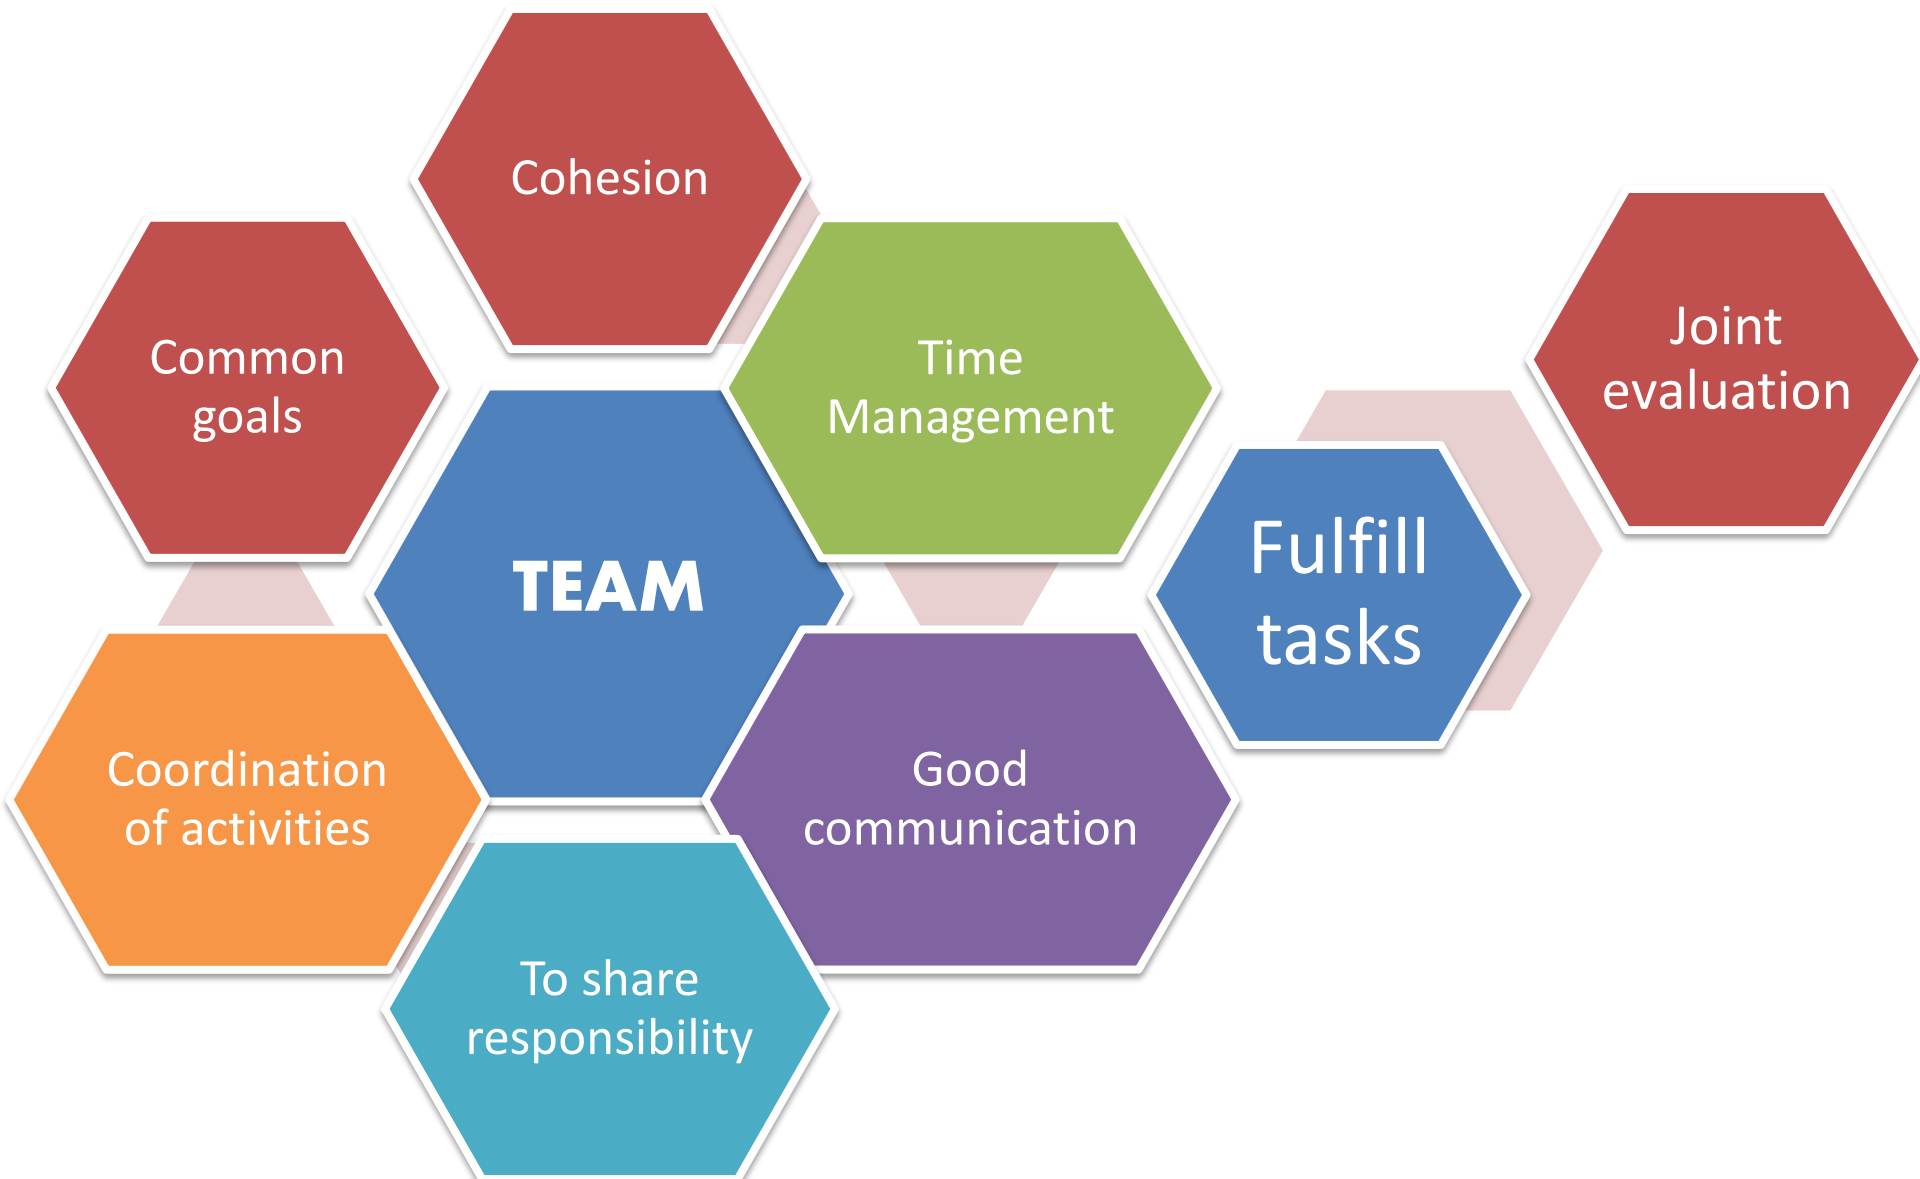 Cohesion
Common
goals
Time
Management
Joint
evaluation
TEAM
Fulfill
tasks
Coordination
of activities
Good
communication
To share
responsibility